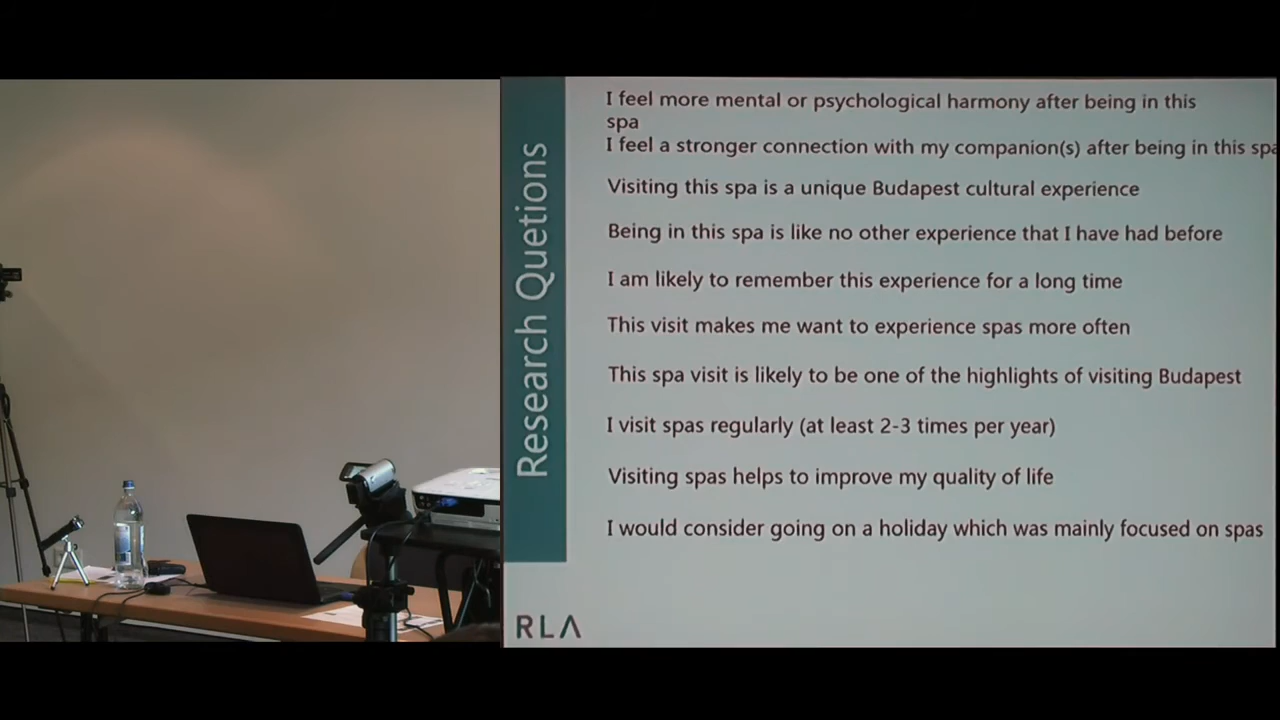 Research Quetions
I feel more mental or psychological harmony after being in this
spa
I feel a stronger connection with my companion(s) after being in this spa
Visiting this spa is a unique Budapest cultural experience
Being in this spa is like no other experience that I have had before
I am likely to remember this experience for a long time
This visit makes me want to experience spas more often
This spa visit is likely to be one of the highlights of visiting Budapest
I visit spas regularly (at least 2-3 times per year)
Visiting spas helps to improve my quality of life
I would consider going on a holiday which was mainly focused on spas
RLA